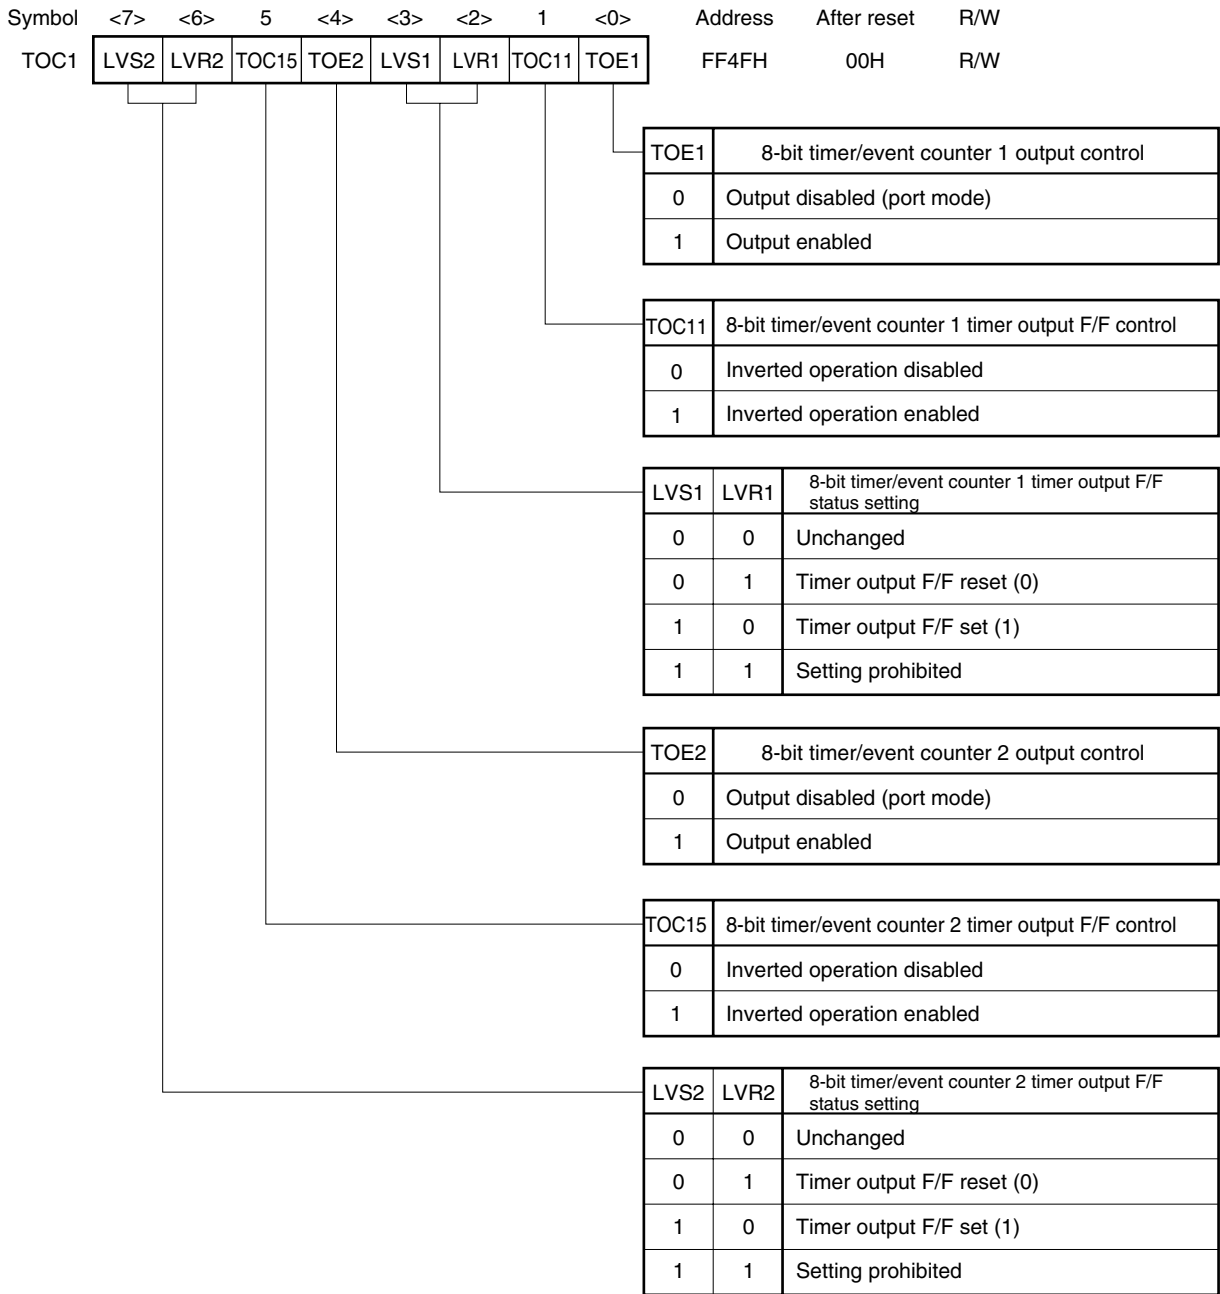 Symbol <7> <6> 5 <4> <3> <2> 1 <0> Address After reset R/W
TOC1 LVS2 LVR2 TOC15 TOE2 LVS1 LVR1 TOC11 TOE1 FF4FH 00H R/W
TOE1 8-bit timer/event counter 1 output control
0 Output disabled (port mode)
1 Output enabled
TOC11 8-bit timer/event counter 1 timer output F/F control
0 Inverted operation disabled
1 Inverted operation enabled
LVS1 LVR1 8-bit timer/event counter 1 timer output F/F
status setting
0 0 Unchanged
0 1 Timer output F/F reset (0)
1 0 Timer output F/F set (1)
1 1 Setting prohibited
TOE2 8-bit timer/event counter 2 output control
0 Output disabled (port mode)
1 Output enabled
TOC15 8-bit timer/event counter 2 timer output F/F control
0 Inverted operation disabled
1 Inverted operation enabled
LVS2 LVR2 8-bit timer/event counter 2 timer output F/F
status setting
0 0 Unchanged
0 1 Timer output F/F reset (0)
1 0 Timer output F/F set (1)
1 1 Setting prohibited